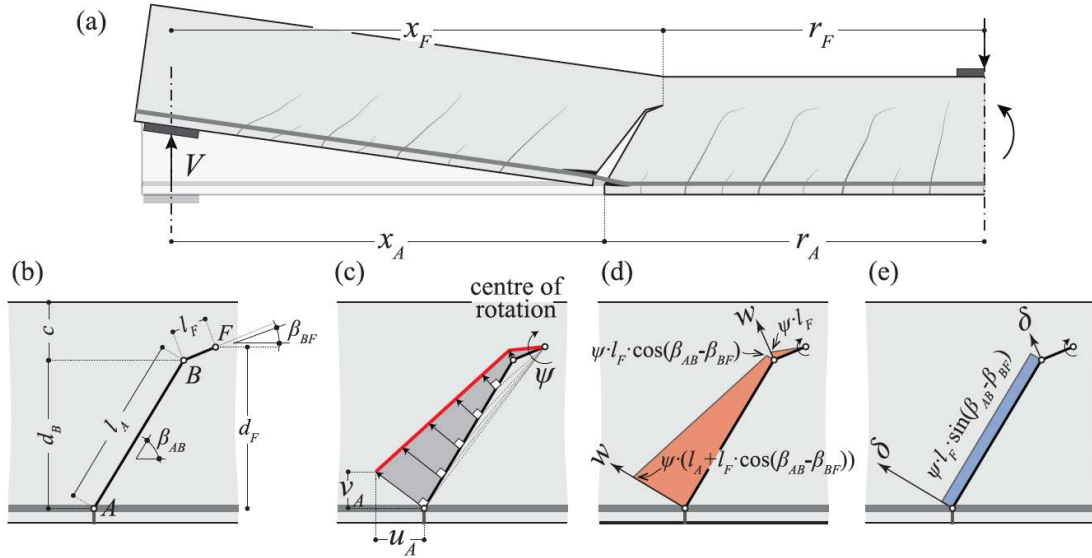 (a)
x_F
r_F
V
x_A
r_A
(b)
c
l_F
F
β_BF
B
d_B
l_A
β_AB
d_F
A
(c)
centre of
rotation
ψ
v_A
u_A
(d)
w
ψ·l_F
ψ·l_F·cos(β_AB-β_BF)
w
ψ·(l_A+l_F·cos(β_AB-β_BF))
(e)
δ
ψ·l_F·sin(β_AB-β_BF)
δ